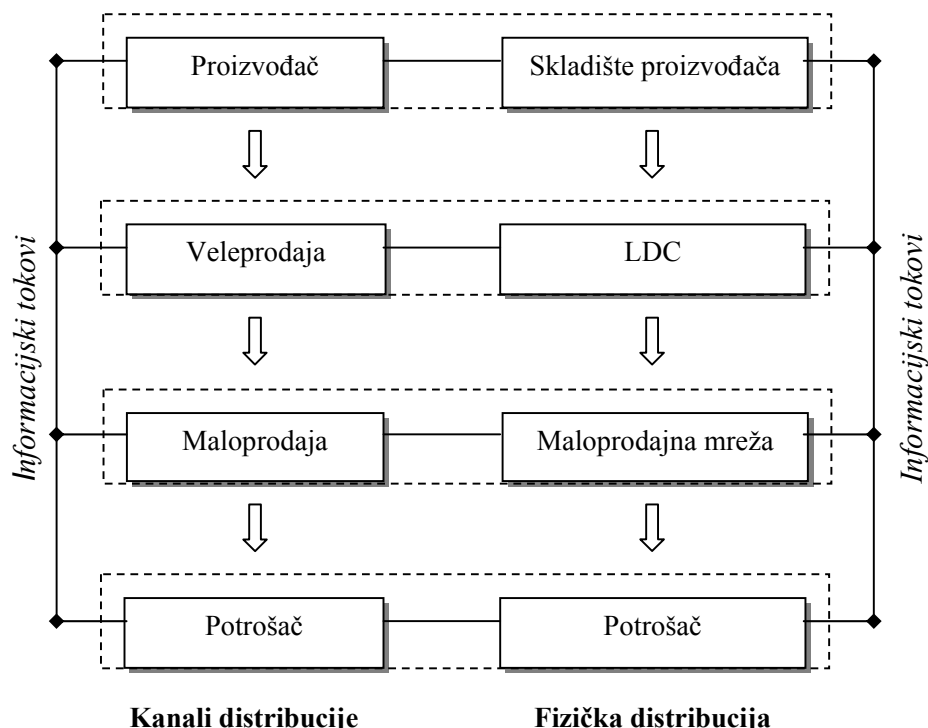 Proizvođač
Skladište proizvođača
Veleprodaja
LDC
Informacijski tokovi
Informacijski tokovi
Maloprodaja
Maloprodajna mreža
Potrošač
Potrošač
Kanali distribucije
Fizička distribucija